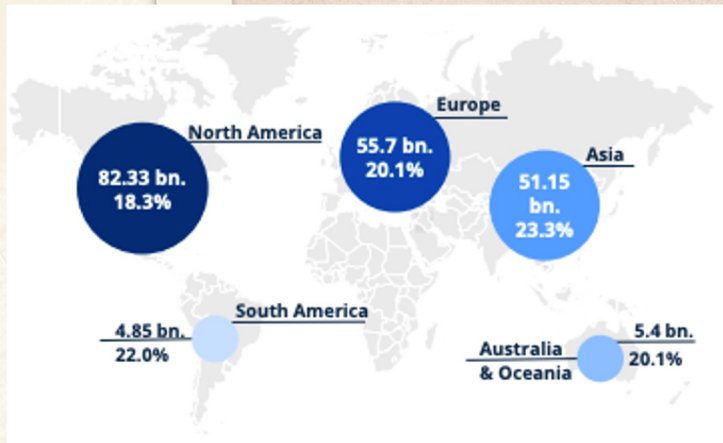 North America
82.33 bn.
18.3%
Europe
55.7 bn.
20.1%
Asia
51.15
bn.
23.3%
South America
4.85 bn.
22.0%
Australia
& Oceania
5.4 bn.
20.1%